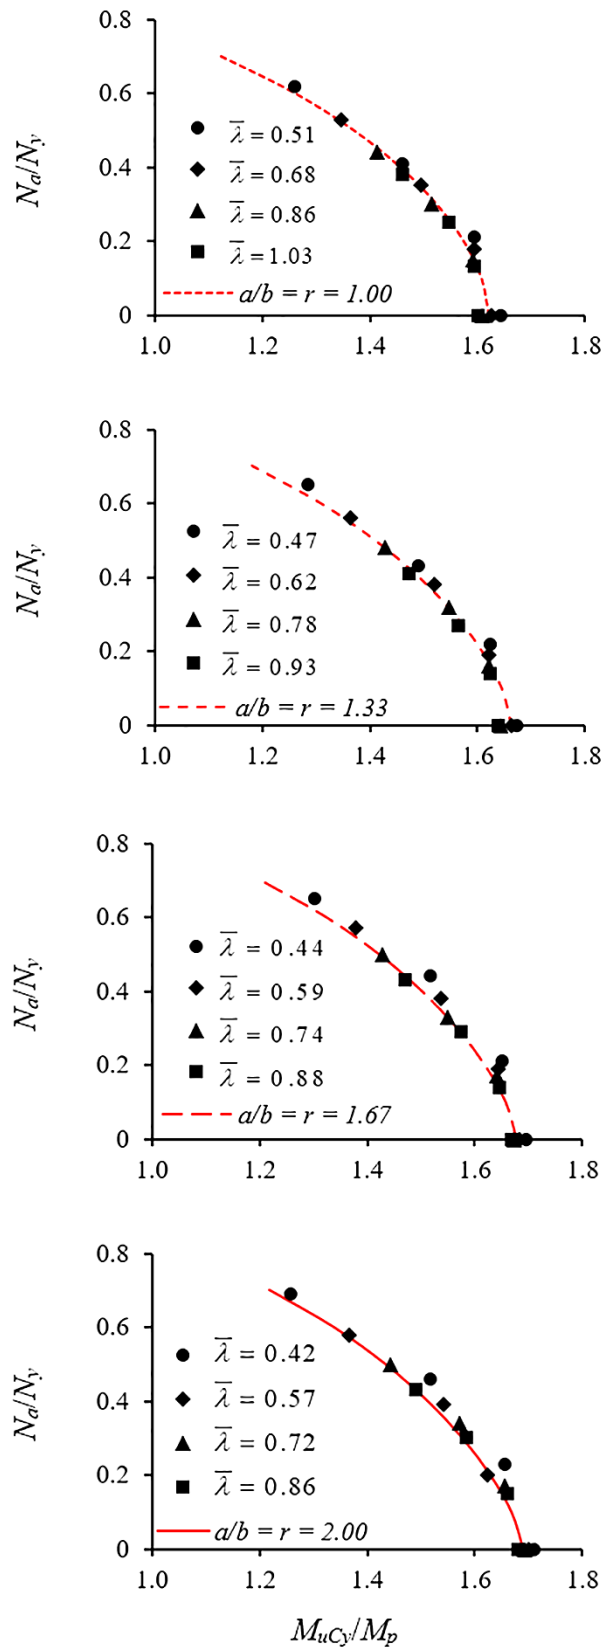 0.8
0.6
0.4
0.2
0
Na/Ny
λ̅ = 0.51
λ̅ = 0.68
λ̅ = 0.86
λ̅ = 1.03
a/b = r = 1.00
1.0 1.2 1.4 1.6 1.8
0.8
0.6
0.4
0.2
0
Na/Ny
λ̅ = 0.47
λ̅ = 0.62
λ̅ = 0.78
λ̅ = 0.93
a/b = r = 1.33
1.0 1.2 1.4 1.6 1.8
0.8
0.6
0.4
0.2
0
Na/Ny
λ̅ = 0.44
λ̅ = 0.59
λ̅ = 0.74
λ̅ = 0.88
a/b = r = 1.67
1.0 1.2 1.4 1.6 1.8
0.8
0.6
0.4
0.2
0
Na/Ny
λ̅ = 0.42
λ̅ = 0.57
λ̅ = 0.72
λ̅ = 0.86
a/b = r = 2.00
1.0 1.2 1.4 1.6 1.8
MuCy/Mp